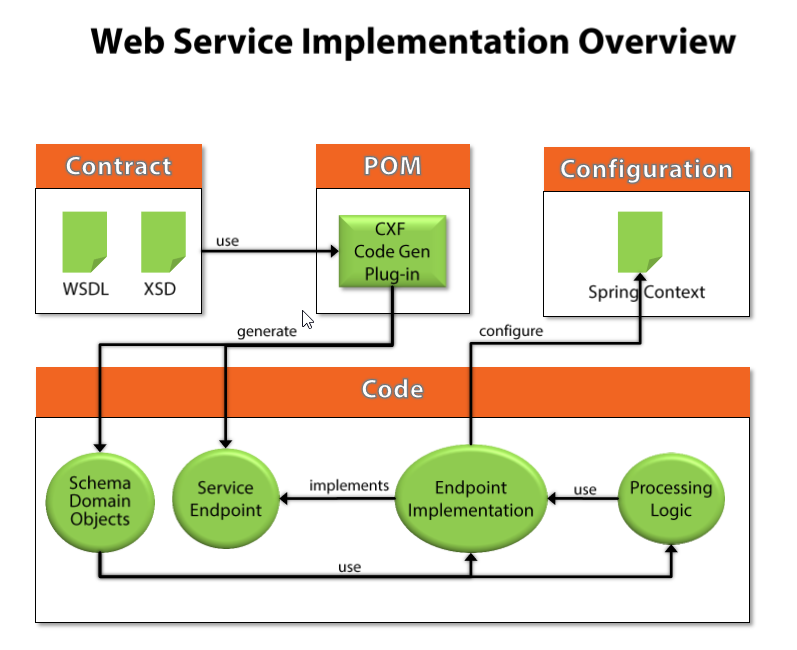 Web Service Implementation Overview
Contract
POM
Configuration
WSDL
XSD
use
CXF
Code Gen
Plug-in
Spring Context
generate
configure
Code
Schema
Domain
Objects
Service
Endpoint
implements
Endpoint
Implementation
use
Processing
Logic
use